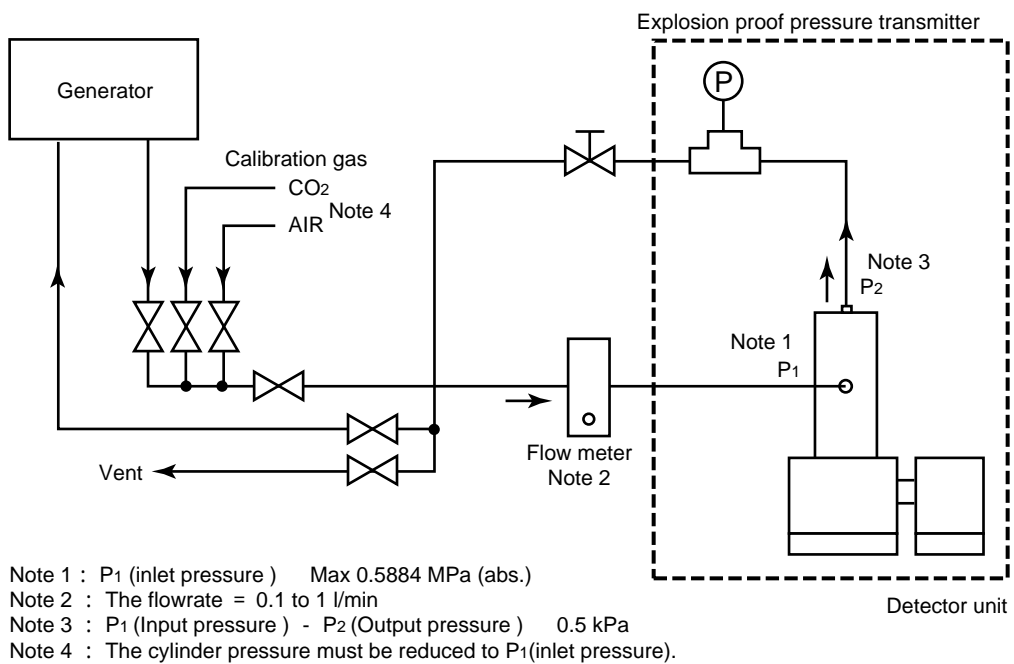 Explosion proof pressure transmitter
Generator
P
Calibration gas
CO2
AIR Note 4
Note 3
P2
Note 1
P1
Flow meter
Note 2
Vent
Detector unit
Note 1 : P1 (inlet pressure ) Max 0.5884 MPa (abs.)
Note 2 : The flowrate = 0.1 to 1 l/min
Note 3 : P1 (Input pressure ) - P2 (Output pressure ) 0.5 kPa
Note 4 : The cylinder pressure must be reduced to P1(inlet pressure).